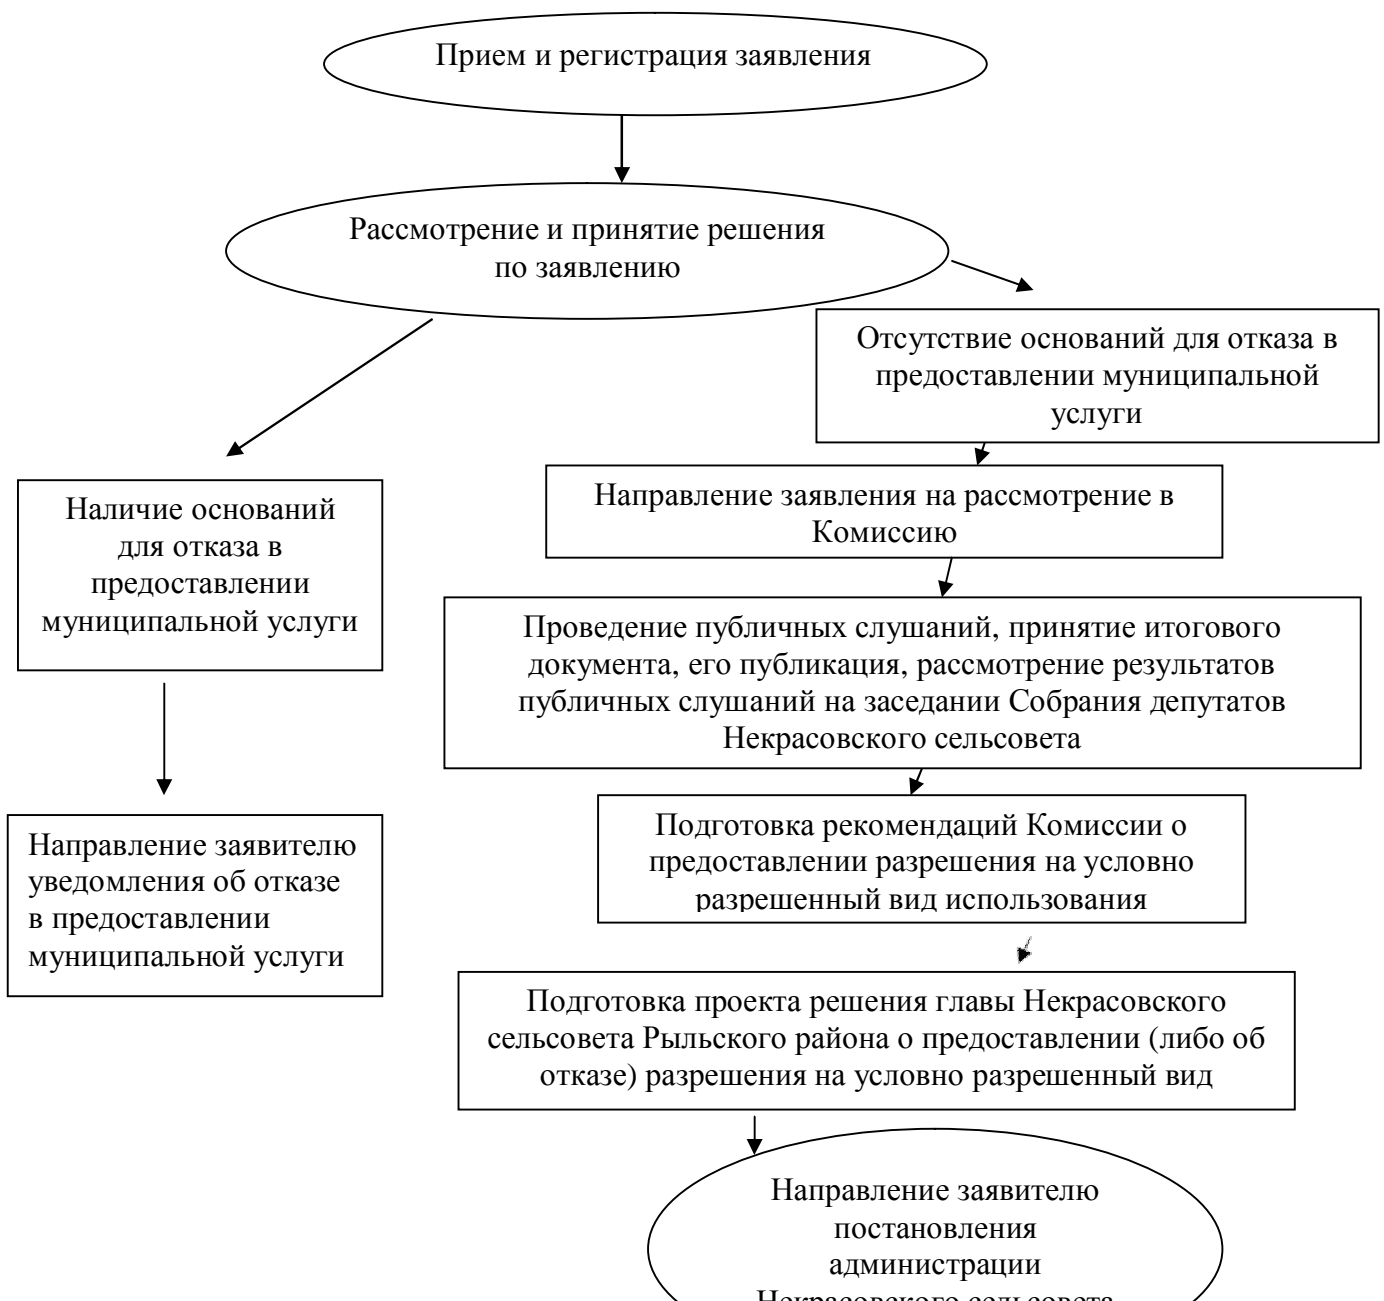 Прием и регистрация заявления
Рассмотрение и принятие решения
по заявлению
Отсутствие оснований для отказа в
предоставлении муниципальной
услуги
Наличие оснований
для отказа в
предоставлении
муниципальной услуги
Направление заявления на рассмотрение в
Комиссию
Проведение публичных слушаний, принятие итогового
документа, его публикация, рассмотрение результатов
публичных слушаний на заседании Собрания депутатов
Некрасовского сельсовета
Направление заявителю
уведомления об отказе
в предоставлении
муниципальной услуги
Подготовка рекомендаций Комиссии о
предоставлении разрешения на условно
разрешенный вид использования
Подготовка проекта решения главы Некрасовского
сельсовета Рыльского района о предоставлении (либо об
отказе) разрешения на условно разрешенный вид
Направление заявителю
постановления
администрации
Некрасовского сельсовета